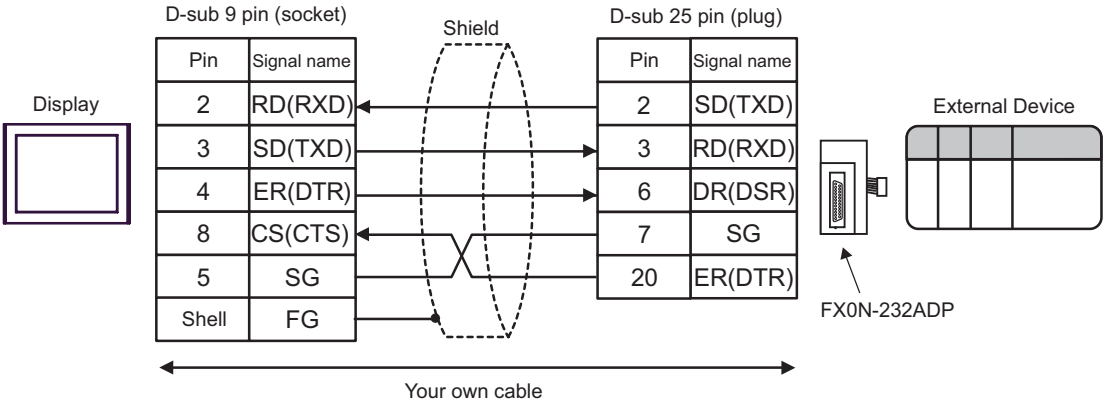 D-sub 9 pin (socket)
Shield
D-sub 25 pin (plug)
Pin Signal name
Pin Signal name
Display
2 RD(RXD)
2 SD(TXD)
External Device
3 SD(TXD)
3 RD(RXD)
4 ER(DTR)
6 DR(DSR)
8 CS(CTS)
7 SG
5 SG
20 ER(DTR)
Shell FG
FX0N-232ADP
Your own cable